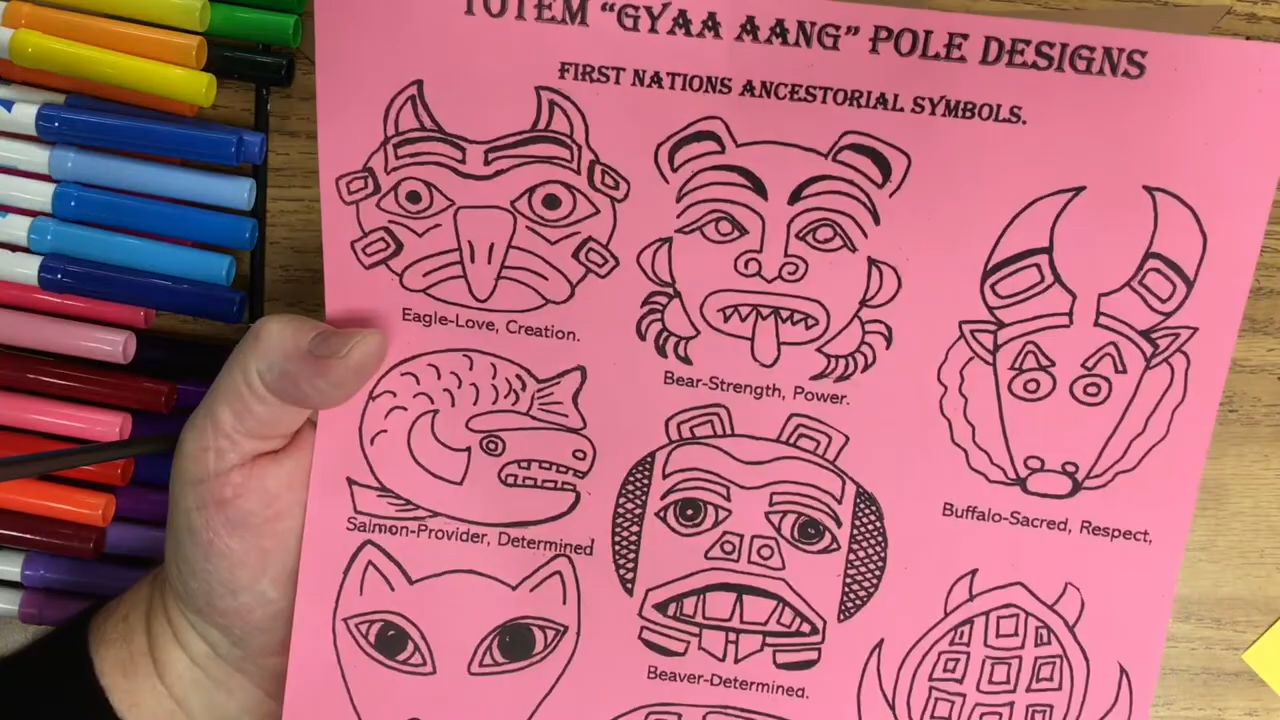 TOTEM “GYAA AANG” POLE DESIGNS
FIRST NATIONS ANCESTORIAL SYMBOLS.
Eagle-Love, Creation.
Bear-Strength, Power.
Buffalo-Sacred, Respect,
Salmon-Provider, Determined
Beaver-Determined.